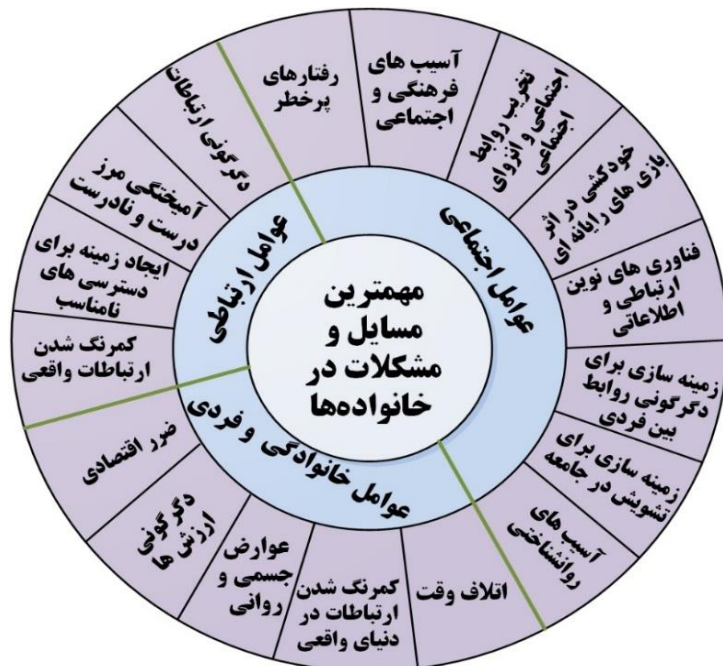 مهمترین
مسایل و
مشکلات در
خانواده‌ها
عوامل اجتماعی
رفتارهای
پرخطر
آسیب های
فرهنگی و
اجتماعی
تخریب روابط
اجتماعی و انزوای
اجتماعی
خودکشی در اثر
بازی های رایانه ای
فناوری های نوین
ارتباطی و
اطلاعاتی
زمینه سازی برای
دگرگونی روابط
بین فردی
زمینه سازی برای
تشویش در جامعه
آسیب های
روانشناختی
عوامل خانوادگی و فردی
اتلاف وقت
کمرنگ شدن
ارتباطات در
دنیای واقعی
عوارض
جسمی و
روانی
دگرگونی
ارزش ها
ضرر اقتصادی
عوامل ارتباطی
کمرنگ شدن
ارتباطات واقعی
ایجاد زمینه برای
دسترسی های
نامناسب
آمیختگی مرز
درست و نادرست
دگرگونی ارتباطات